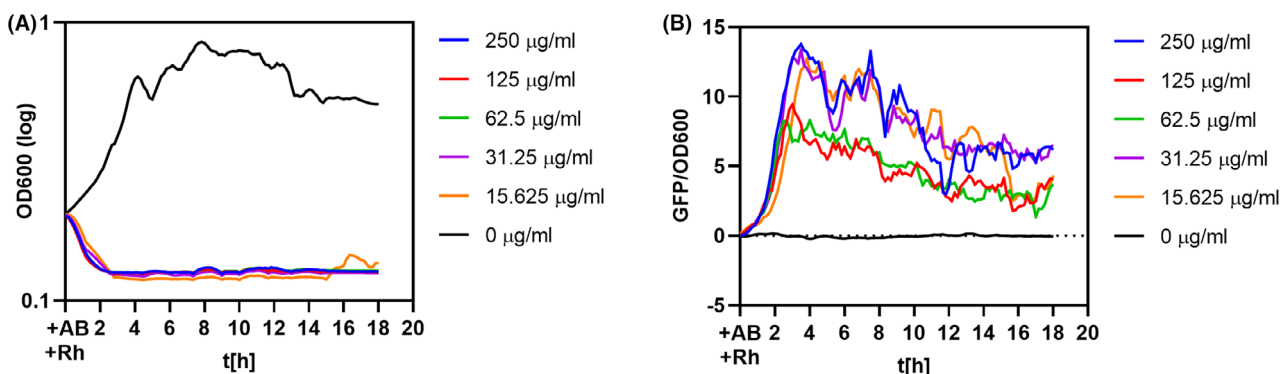 (A)
OD600 (log)
1
0.1
+AB 2 4 6 8 10 12 14 16 18 20
+Rh
t[h]
250 μg/ml
125 μg/ml
62.5 μg/ml
31.25 μg/ml
15.625 μg/ml
0 μg/ml
(B)
GFP/OD600
15
10
5
0
-5
+AB 2 4 6 8 10 12 14 16 18 20
+Rh
t[h]
250 μg/ml
125 μg/ml
62.5 μg/ml
31.25 μg/ml
15.625 μg/ml
0 μg/ml